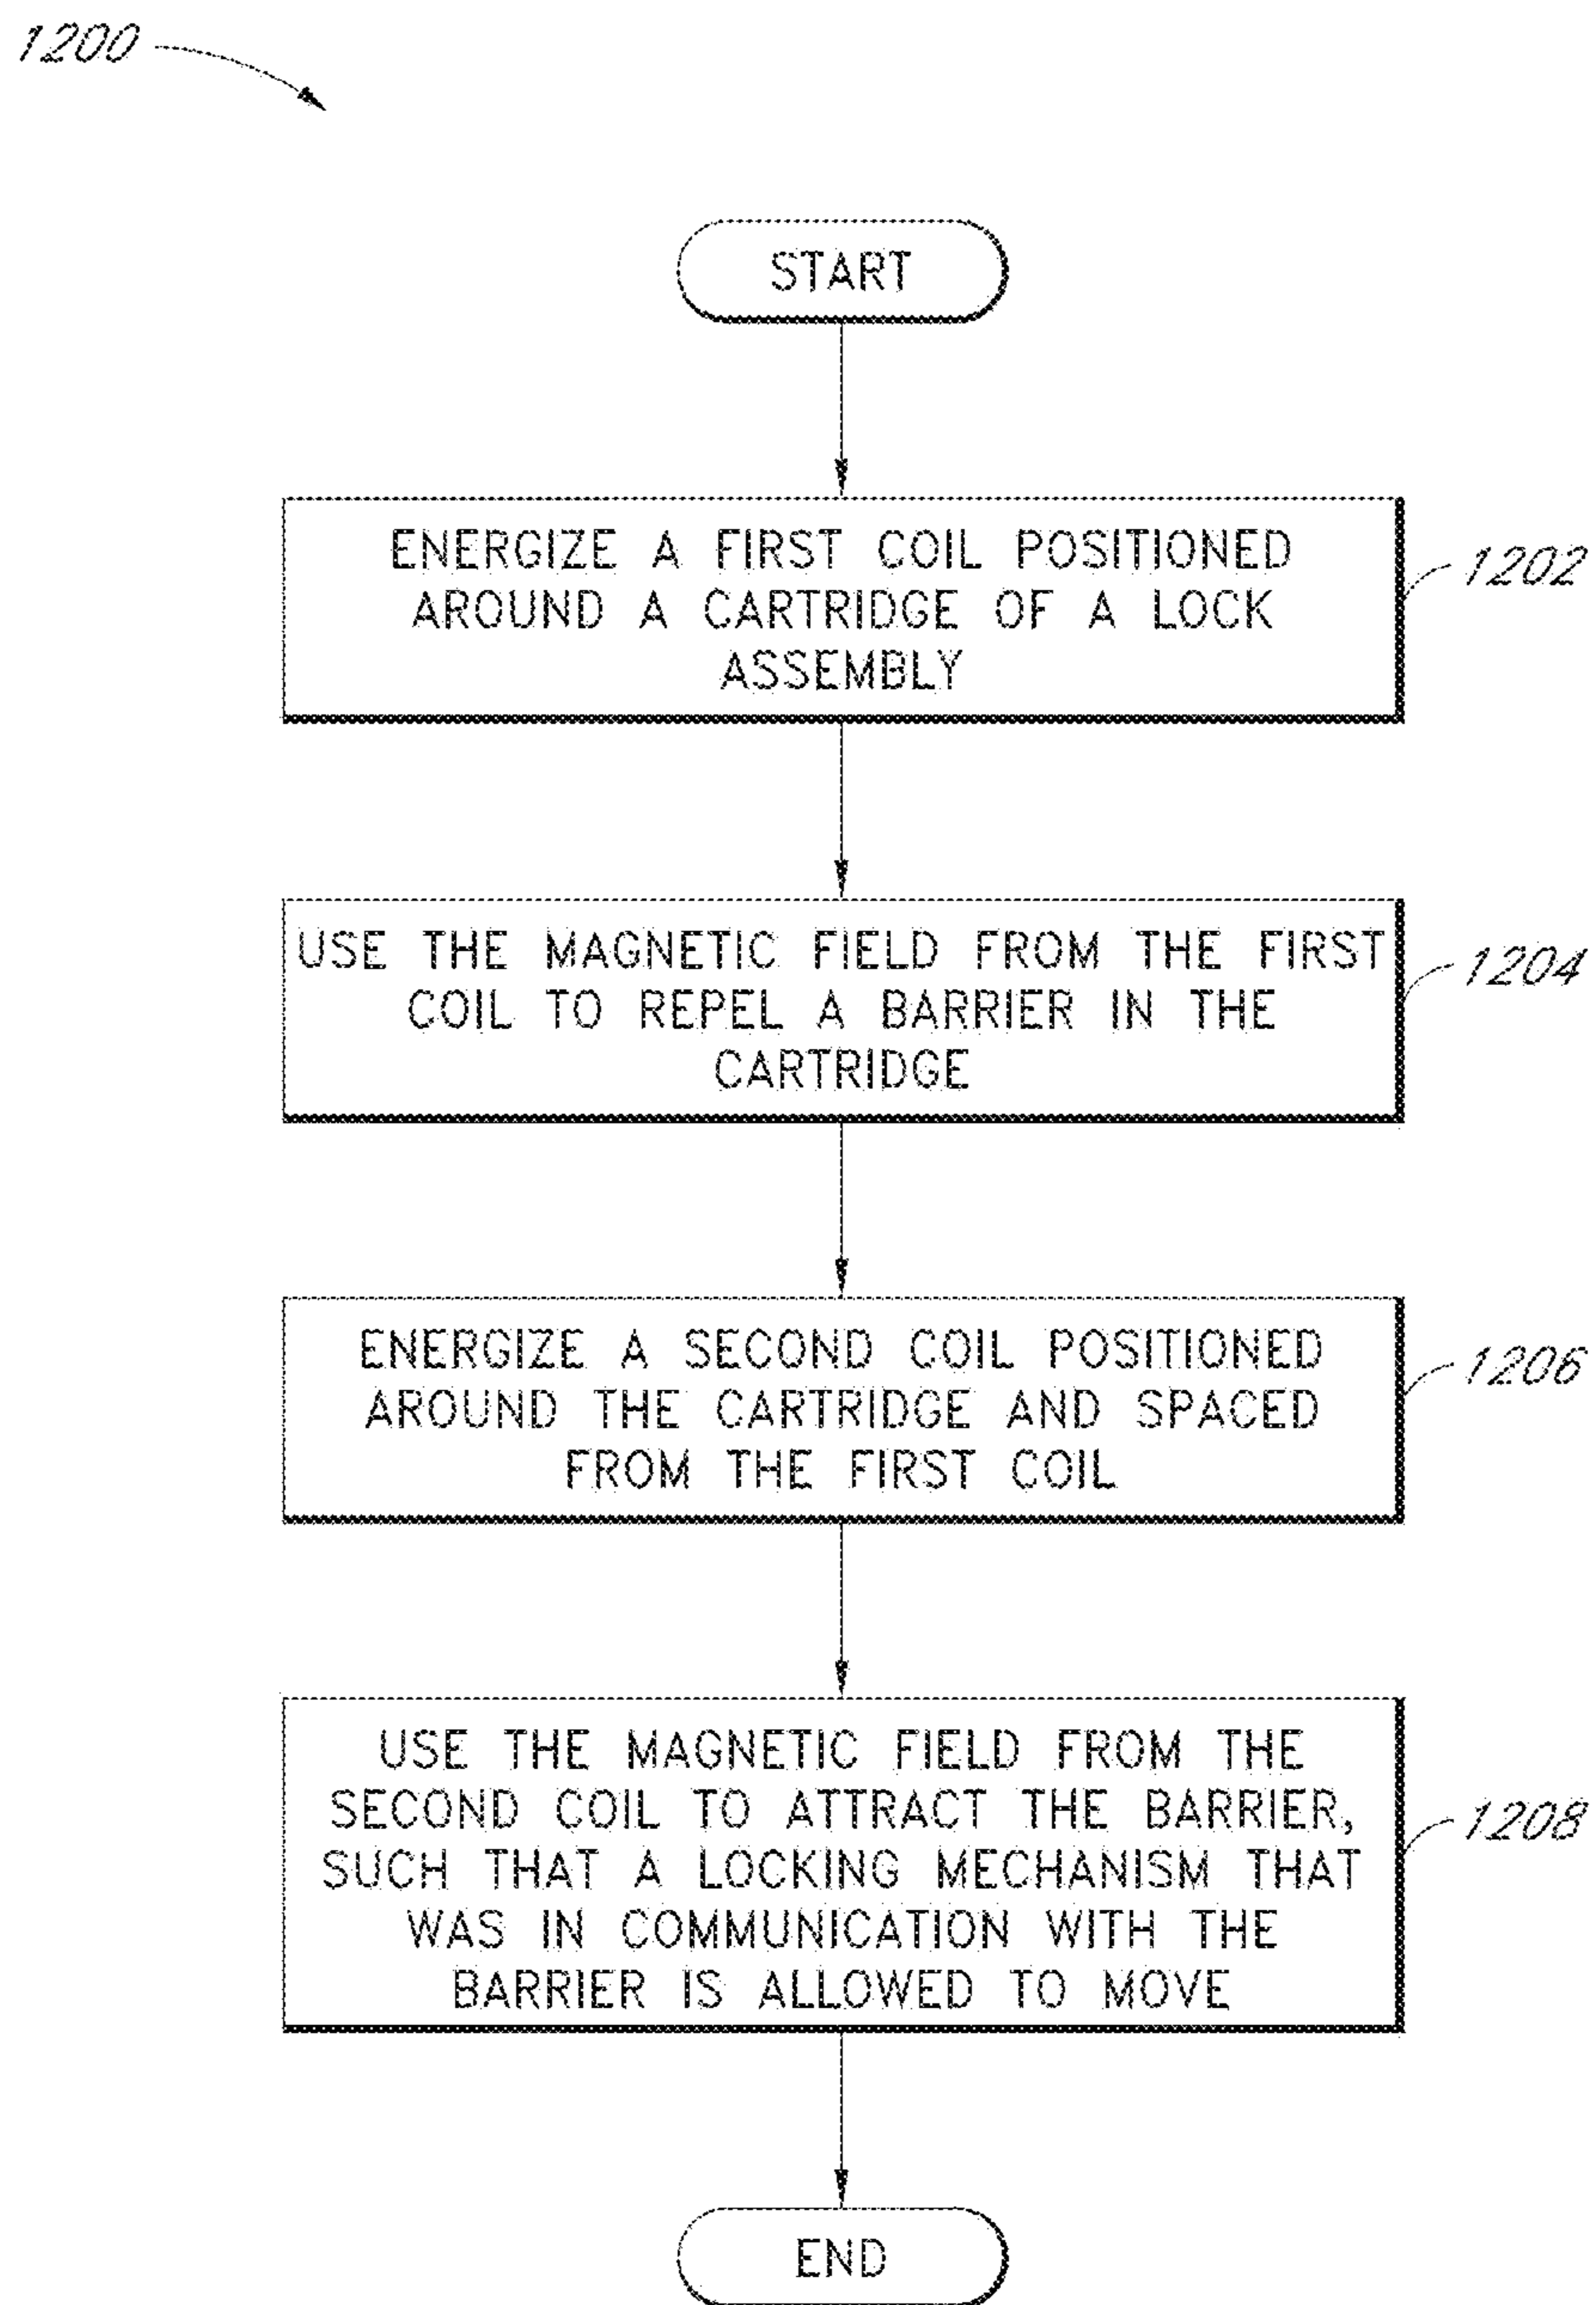 1200
START
ENERGIZE A FIRST COIL POSITIONED
AROUND A CARTRIDGE OF A LOCK
ASSEMBLY
1202
USE THE MAGNETIC FIELD FROM THE FIRST
COIL TO REPEL A BARRIER IN THE
CARTRIDGE
1204
ENERGIZE A SECOND COIL POSITIONED
AROUND THE CARTRIDGE AND SPACED
FROM THE FIRST COIL
1206
USE THE MAGNETIC FIELD FROM THE
SECOND COIL TO ATTRACT THE BARRIER,
SUCH THAT A LOCKING MECHANISM THAT
WAS IN COMMUNICATION WITH THE
BARRIER IS ALLOWED TO MOVE
1208
END